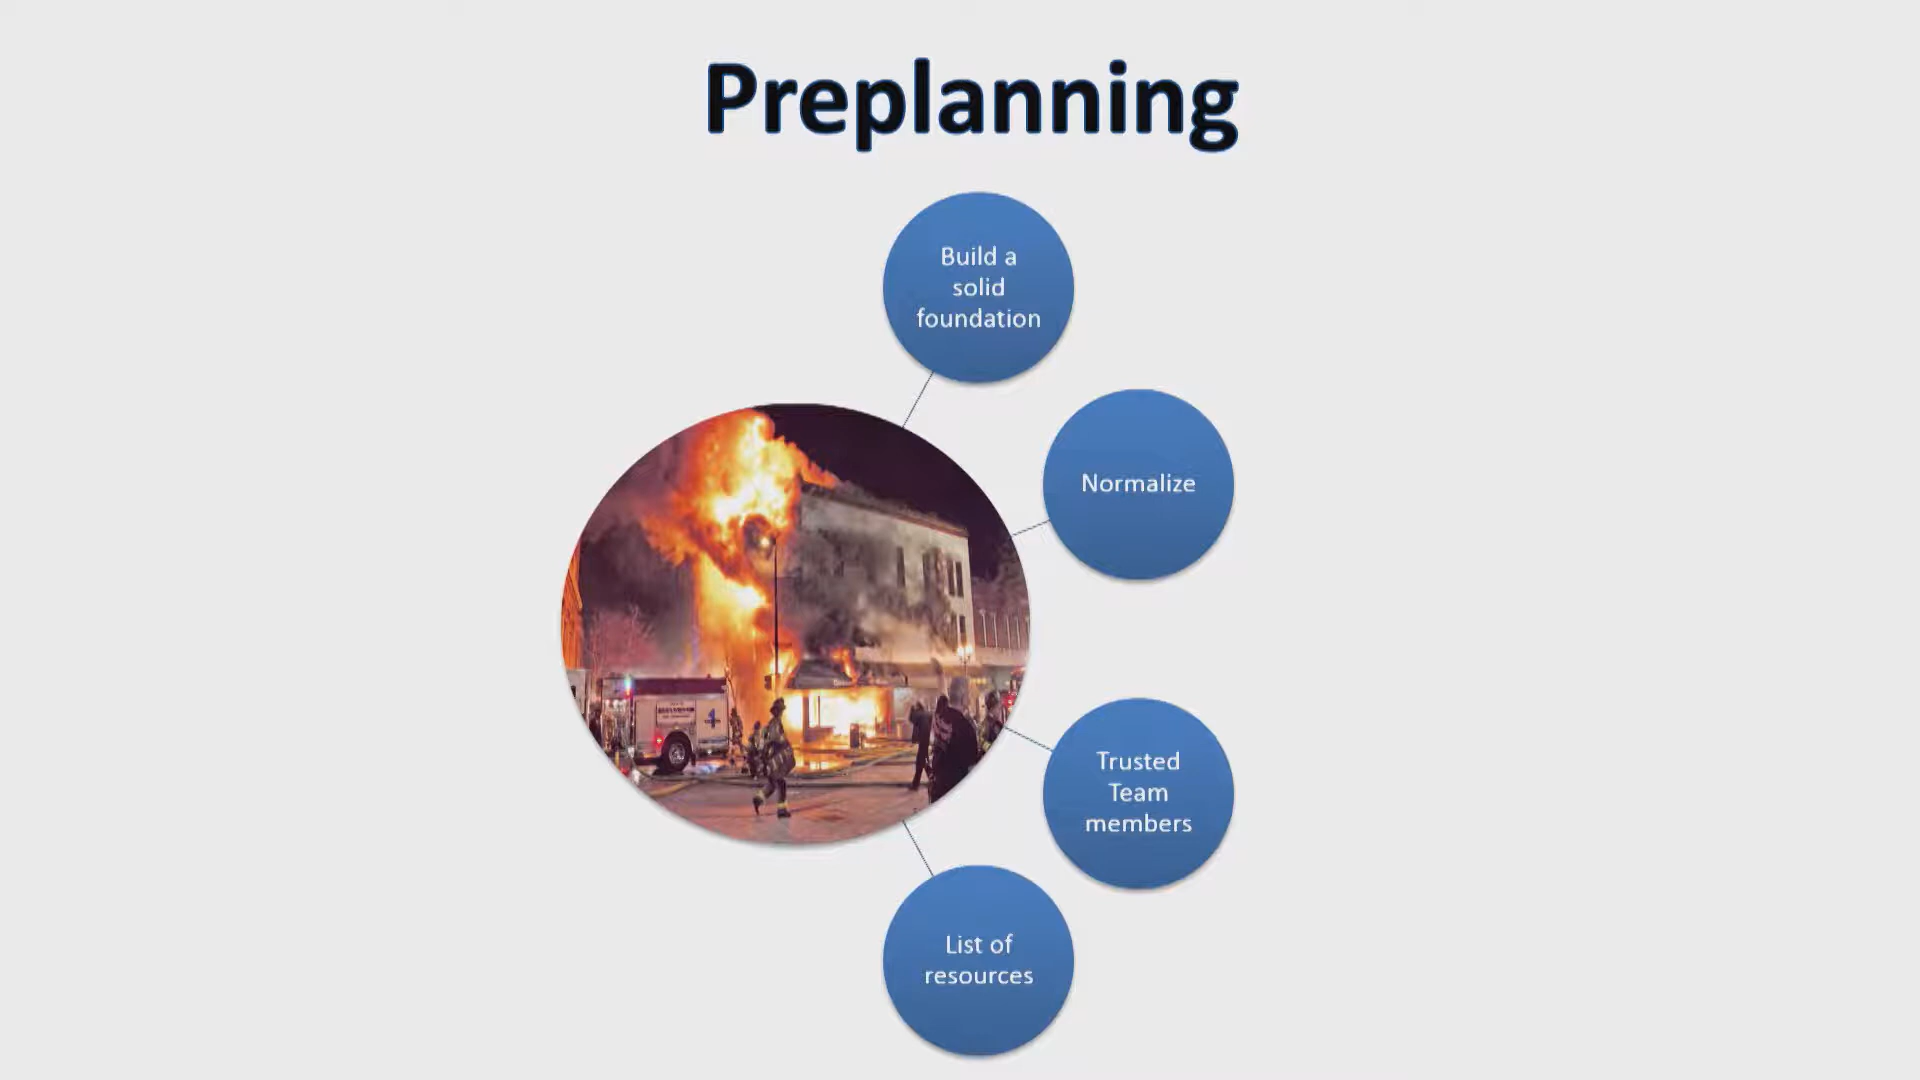 Preplanning
Build a
solid
foundation
Normalize
Trusted
Team
members
List of
resources